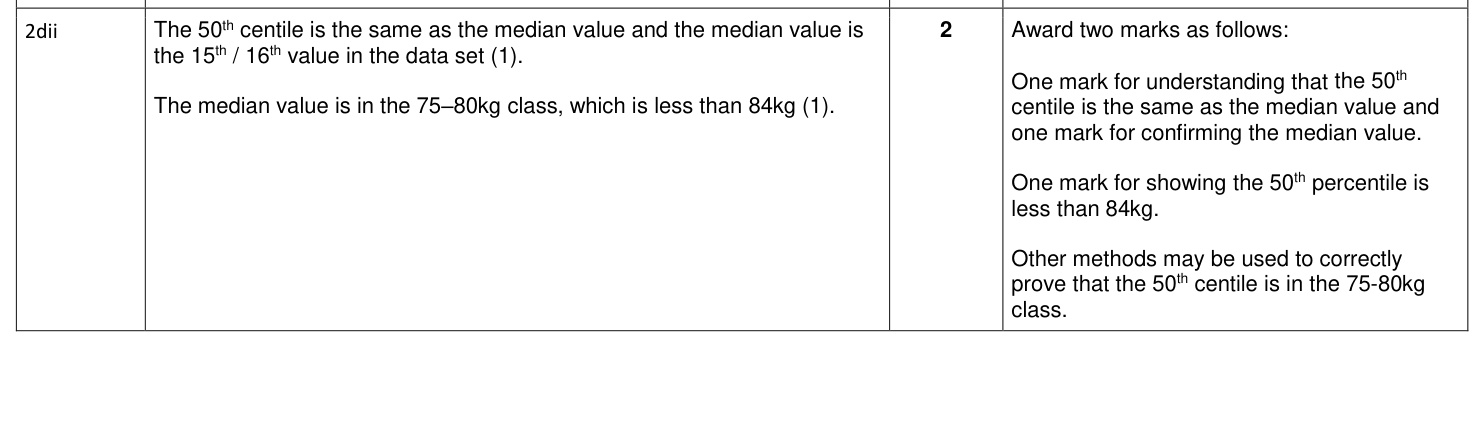 2dii
The 50th centile is the same as the median value and the median value is
the 15th / 16th value in the data set (1).
The median value is in the 75–80kg class, which is less than 84kg (1).
2
Award two marks as follows:
One mark for understanding that the 50th
centile is the same as the median value and
one mark for confirming the median value.
One mark for showing the 50th percentile is
less than 84kg.
Other methods may be used to correctly
prove that the 50th centile is in the 75-80kg
class.